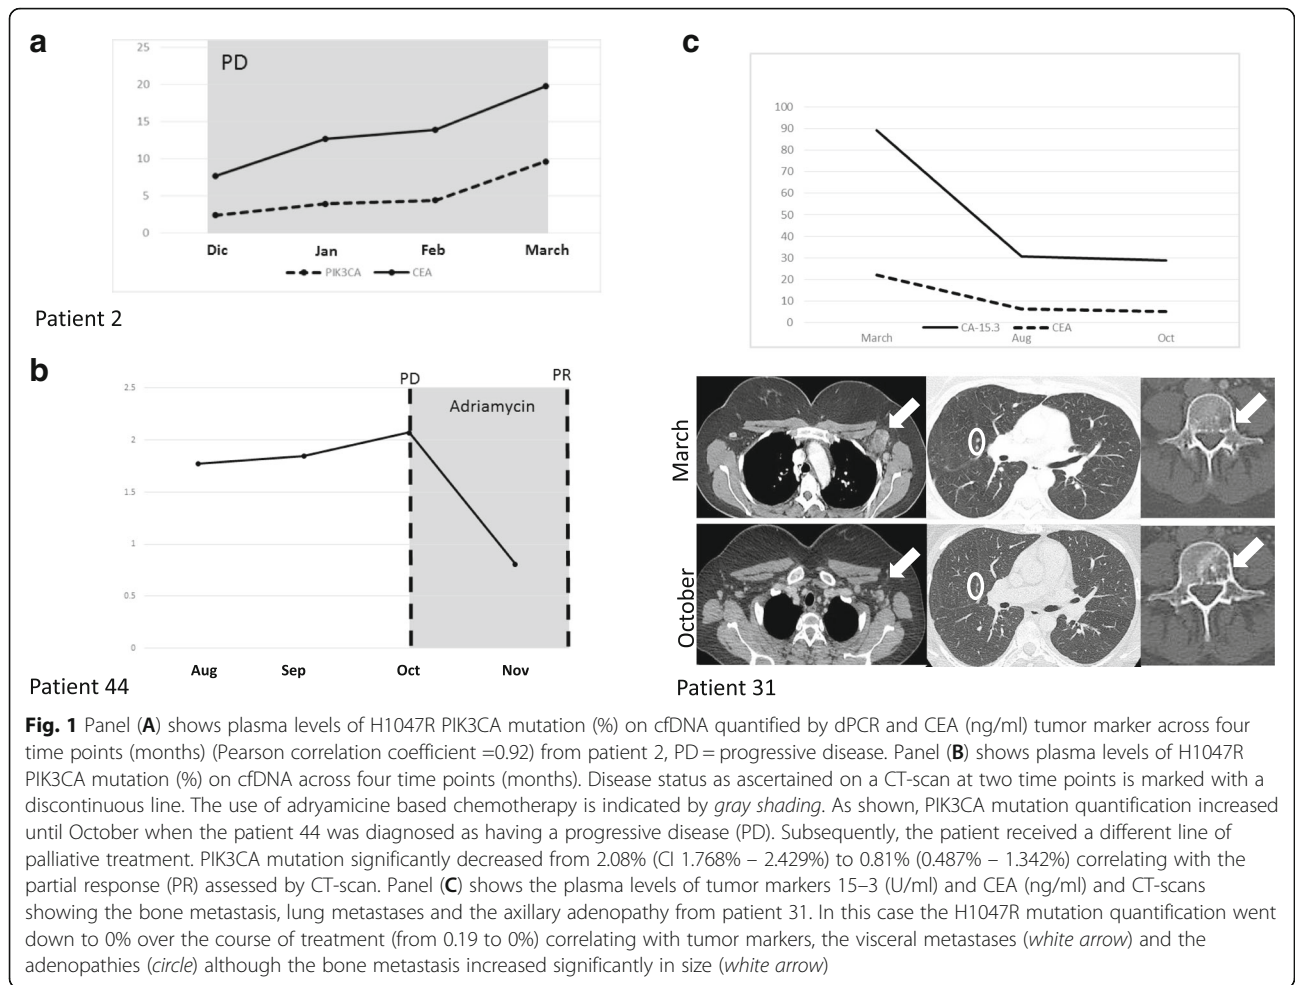 a
PD
25
20
15
10
5
0
Dic Jan Feb March
PIK3CA CEA
Patient 2
b
PD PR
Adriamycin
2.5
2
1.5
1
0.5
0
Aug Sep Oct Nov
Patient 44
c
100
90
80
70
60
50
40
30
20
10
0
CA-15.3 CEA
March Aug Oct
March
October
Patient 31
Fig. 1 Panel (A) shows plasma levels of H1047R PIK3CA mutation (%) on cfDNA quantified by dPCR and CEA (ng/ml) tumor marker across four
time points (months) (Pearson correlation coefficient =0.92) from patient 2, PD = progressive disease. Panel (B) shows plasma levels of H1047R
PIK3CA mutation (%) on cfDNA across four time points (months). Disease status as ascertained on a CT-scan at two time points is marked with a
discontinuous line. The use of adryamicine based chemotherapy is indicated by gray shading. As shown, PIK3CA mutation quantification increased
until October when the patient 44 was diagnosed as having a progressive disease (PD). Subsequently, the patient received a different line of
palliative treatment. PIK3CA mutation significantly decreased from 2.08% (CI 1.768% – 2.429%) to 0.81% (0.487% – 1.342%) correlating with the
partial response (PR) assessed by CT-scan. Panel (C) shows the plasma levels of tumor markers 15–3 (U/ml) and CEA (ng/ml) and CT-scans
showing the bone metastasis, lung metastases and the axillary adenopathy from patient 31. In this case the H1047R mutation quantification went
down to 0% over the course of treatment (from 0.19 to 0%) correlating with tumor markers, the visceral metastases (white arrow) and the
adenopathies (circle) although the bone metastasis increased significantly in size (white arrow)